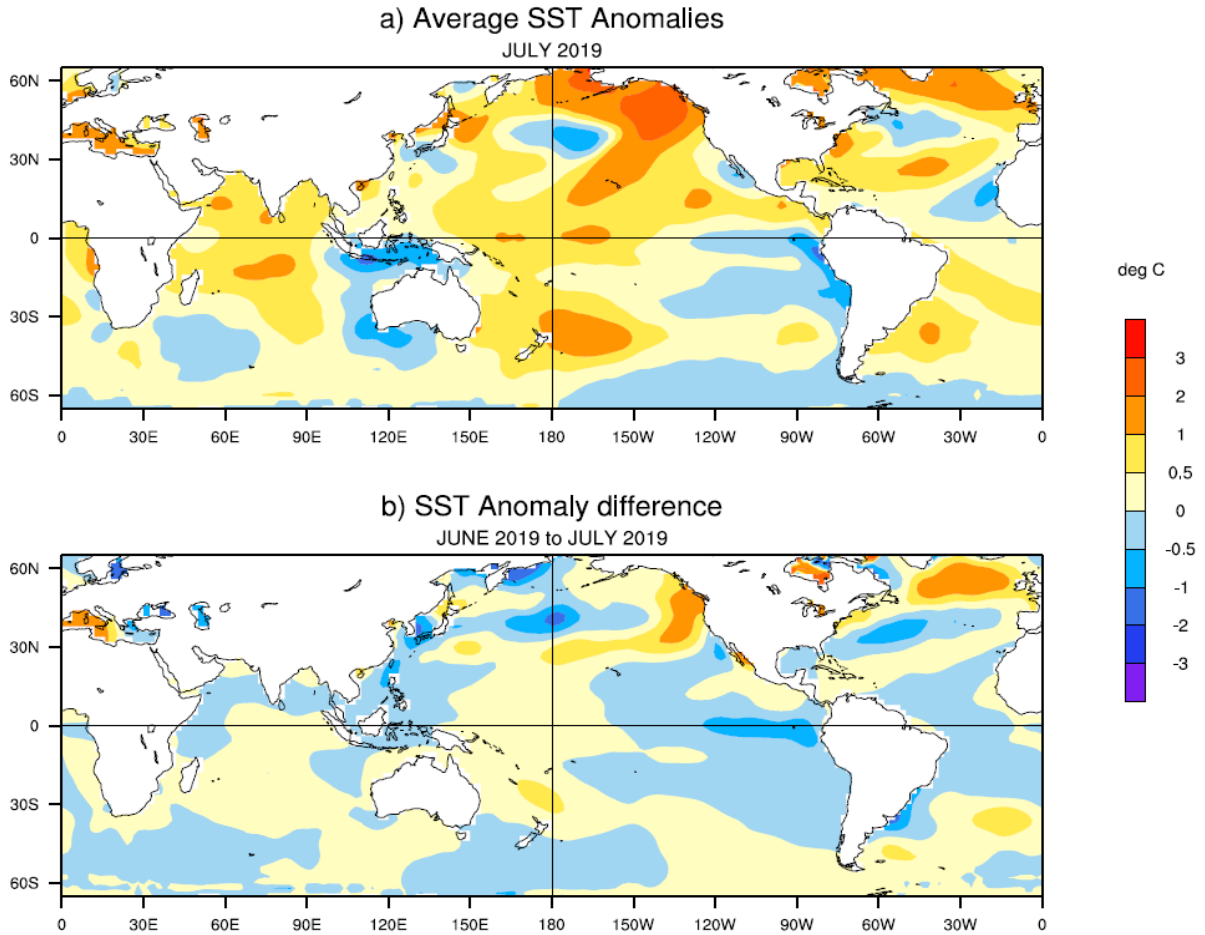 a) Average SST Anomalies
JULY 2019
60N
30N
0
30S
60S
0 30E 60E 90E 120E 150E 180 150W 120W 90W 60W 30W 0
b) SST Anomaly difference
JUNE 2019 to JULY 2019
60N
30N
0
30S
60S
0 30E 60E 90E 120E 150E 180 150W 120W 90W 60W 30W 0
deg C
3
2
1
0.5
0
-0.5
-1
-2
-3